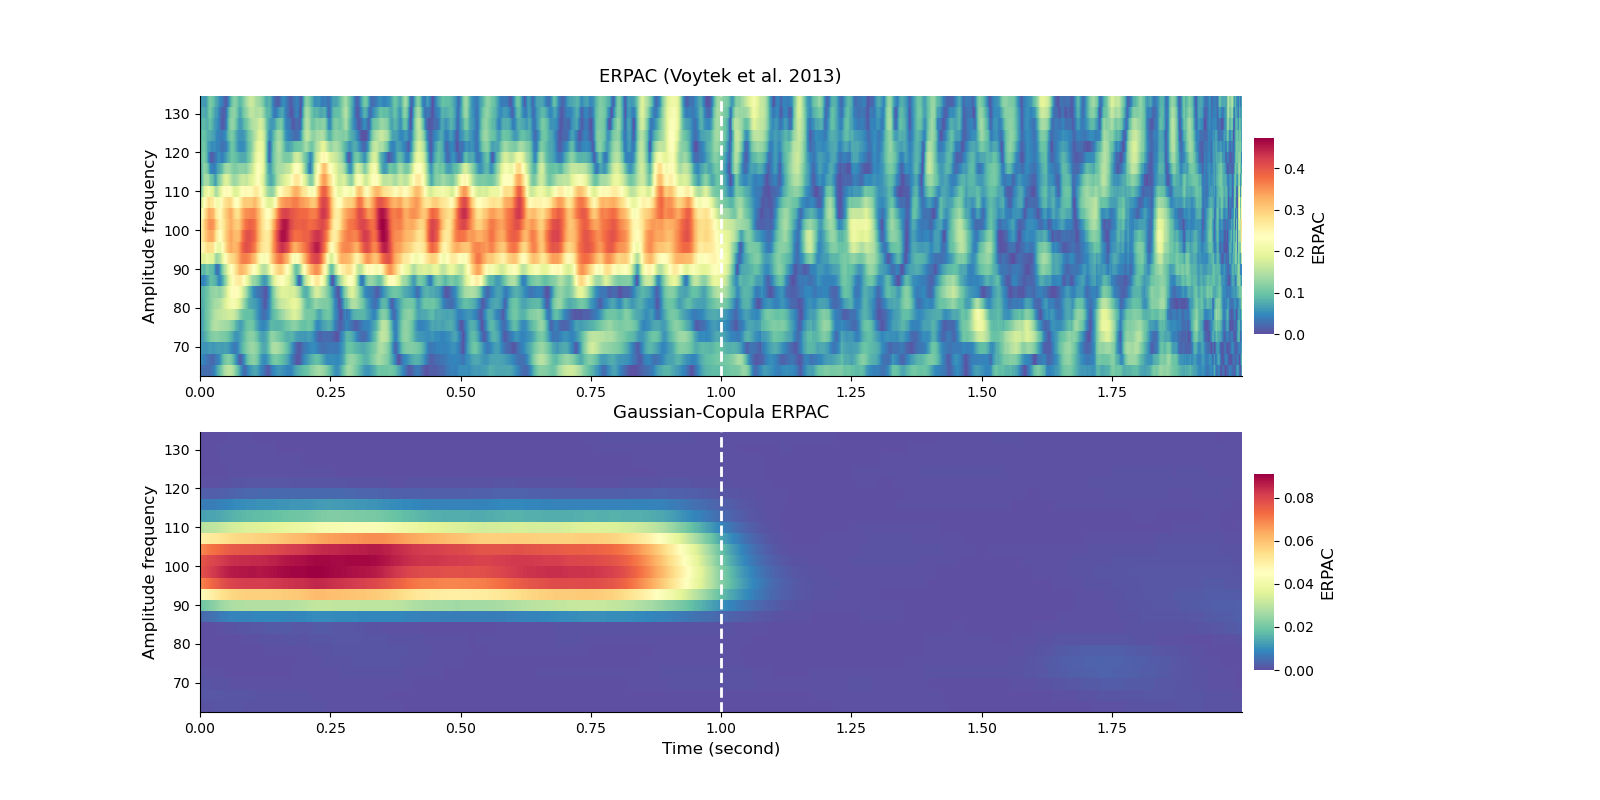 ERPAC (Voytek et al. 2013)
Amplitude frequency
130
120
110
100
90
80
70
0.00 0.25 0.50 0.75 1.00 1.25 1.50 1.75
0.4
0.3
0.2
0.1
0.0
ERPAC
Gaussian-Copula ERPAC
Amplitude frequency
130
120
110
100
90
80
70
0.00 0.25 0.50 0.75 1.00 1.25 1.50 1.75
Time (second)
0.08
0.06
0.04
0.02
0.00
ERPAC